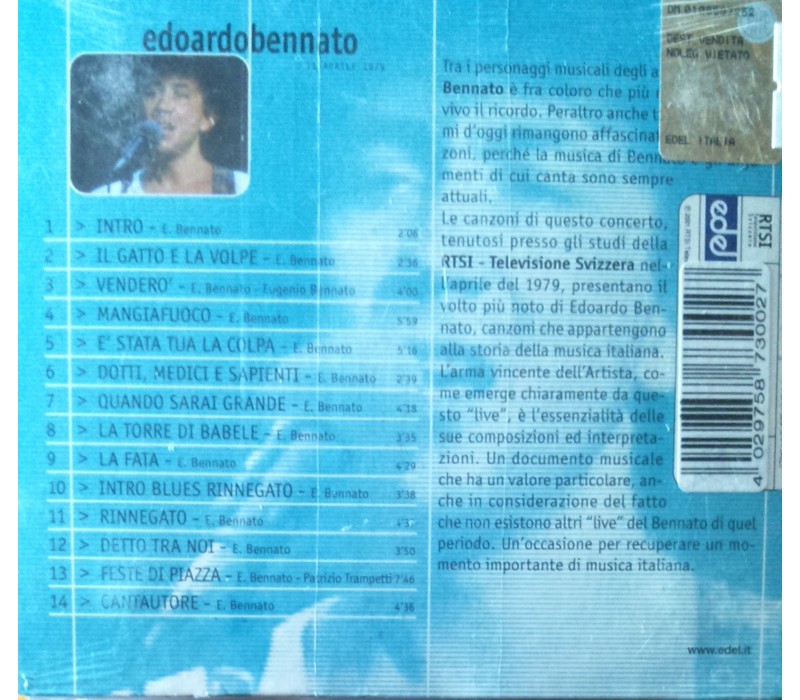 edoardobennato
APRILE 1979
1 > INTRO - E. Bennato 2'06
2 > IL GATTO E LA VOLPE - E. Bennato 2'36
3 > VENDERO' - E. Bennato - Eugenio Bennato 4'00
4 > MANGIAFUOCO - E. Bennato 5'59
5 > E' STATA TUA LA COLPA - E. Bennato 5'16
6 > DOTTI, MEDICI E SAPIENTI - E. Bennato 2'39
7 > QUANDO SARAI GRANDE - E. Bennato 4'18
8 > LA TORRE DI BABELE - E. Bennato 3'35
9 > LA FATA - E. Bennato 4'29
10 > INTRO BLUES RINNEGATO - E. Bennato 3'38
11 > RINNEGATO - E. Bennato
12 > DETTO TRA NOI - E. Bennato 3'50
13 > FESTE DI PIAZZA - E. Bennato - Patrizio Trampetti 7'46
14 > CANTAUTORE - E. Bennato 4'36
Tra i personaggi musicali degli
Bennato è fra coloro che più
vivo il ricordo. Peraltro anche
mi d'oggi rimangono affascinat
zoni, perché la musica di Bennato e
menti di cui canta sono sempre
attuali.
Le canzoni di questo concerto,
tenutosi presso gli studi della
RTSI - Televisione Svizzera nel-
l'aprile del 1979, presentano il
volto più noto di Edoardo Ben-
nato, canzoni che appartengono
alla storia della musica italiana.
L'arma vincente dell'Artista, co-
me emerge chiaramente da que-
sto "live", è l'essenzialità delle
sue composizioni ed interpreta-
zioni. Un documento musicale
che ha un valore particolare, an-
che in considerazione del fatto
che non esistono altri "live" del Bennato di quel
periodo. Un'occasione per recuperare un mo-
mento importante di musica italiana.
www.edel.it
DEST. VENDITA
NOLEG. VIETATO
EDEL ITALIA
edel
RTSI
4 029758 730027